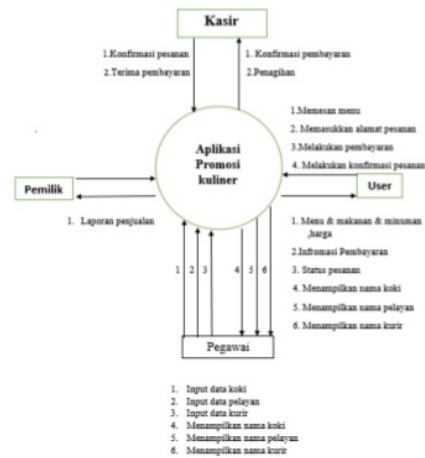 Kasir
1.Konfirmasi pesanan
2.Terima pembayaran
1. Konfirmasi pembayaran
2.Penagihan
1.Memesan menu
2. Memasukkan alamat pesanan
3.Melakukan pembayaran
4. Melakukan konfirmasi pesanan
Aplikasi
Promosi
kuliner
Pemilik
User
1. Laporan penjualan
1. Menu & makanan & minuman
,harga
2.Infromasi Pembayaran
3. Status pesanan
4. Menampilkan nama koki
5. Menampilkan nama pelayan
6. Menampilkan nama kurir
1 2 3 4 5 6
Pegawai
1. Input data koki
2. Input data pelayan
3. Input data kurir
4. Menampilkan nama koki
5. Menampilkan nama pelayan
6. Menampilkan nama kurir